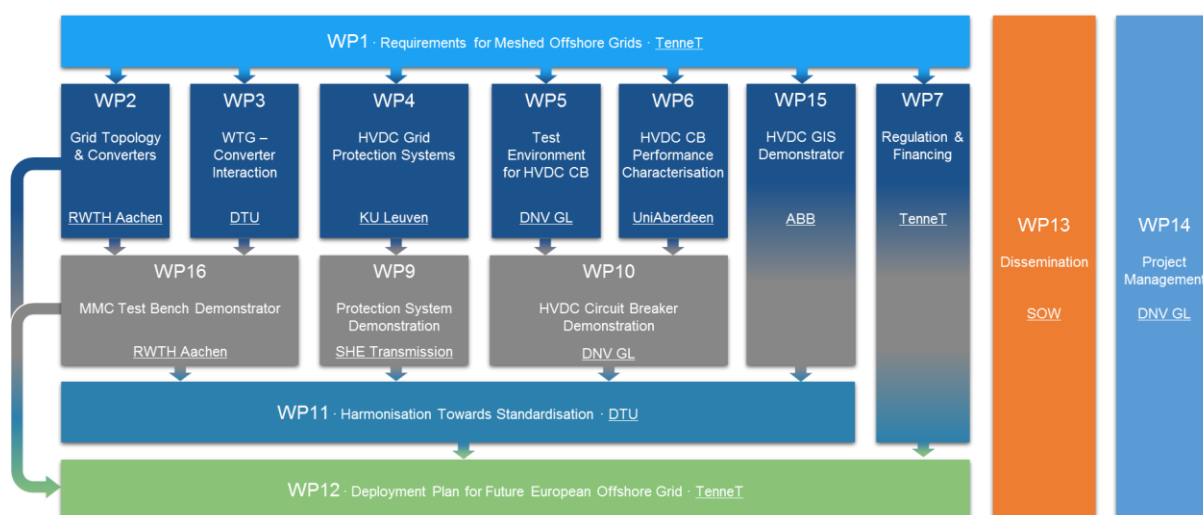 WP1 · Requirements for Meshed Offshore Grids · TenneT
WP2
Grid Topology
& Converters
RWTH Aachen
WP3
WTG –
Converter
Interaction
DTU
WP4
HVDC Grid
Protection Systems
KU Leuven
WP5
Test
Environment
for HVDC CB
DNV GL
WP6
HVDC CB
Performance
Characterisation
UniAberdeen
WP15
HVDC GIS
Demonstrator
ABB
WP7
Regulation &
Financing
TenneT
WP16
MMC Test Bench Demonstrator
RWTH Aachen
WP9
Protection System
Demonstration
SHE Transmission
WP10
HVDC Circuit Breaker
Demonstration
DNV GL
WP11 · Harmonisation Towards Standardisation · DTU
WP12 · Deployment Plan for Future European Offshore Grid · TenneT
WP13
Dissemination
SOW
WP14
Project
Management
DNV GL